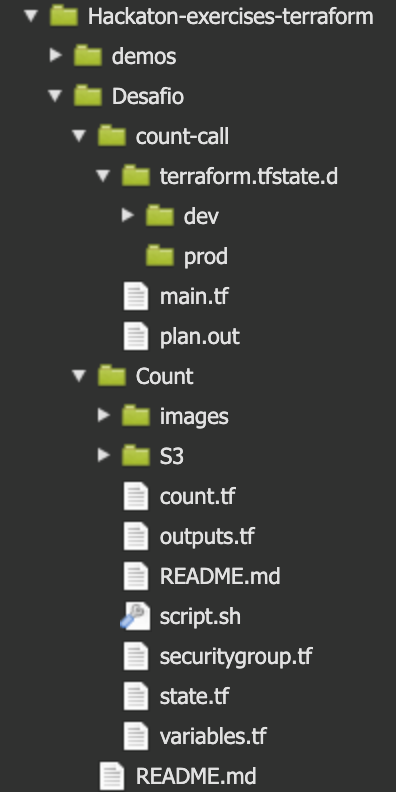 Hackaton-exercises-terraform
demos
Desafio
count-call
terraform.tfstate.d
dev
prod
main.tf
plan.out
Count
images
S3
count.tf
outputs.tf
README.md
script.sh
securitygroup.tf
state.tf
variables.tf
README.md